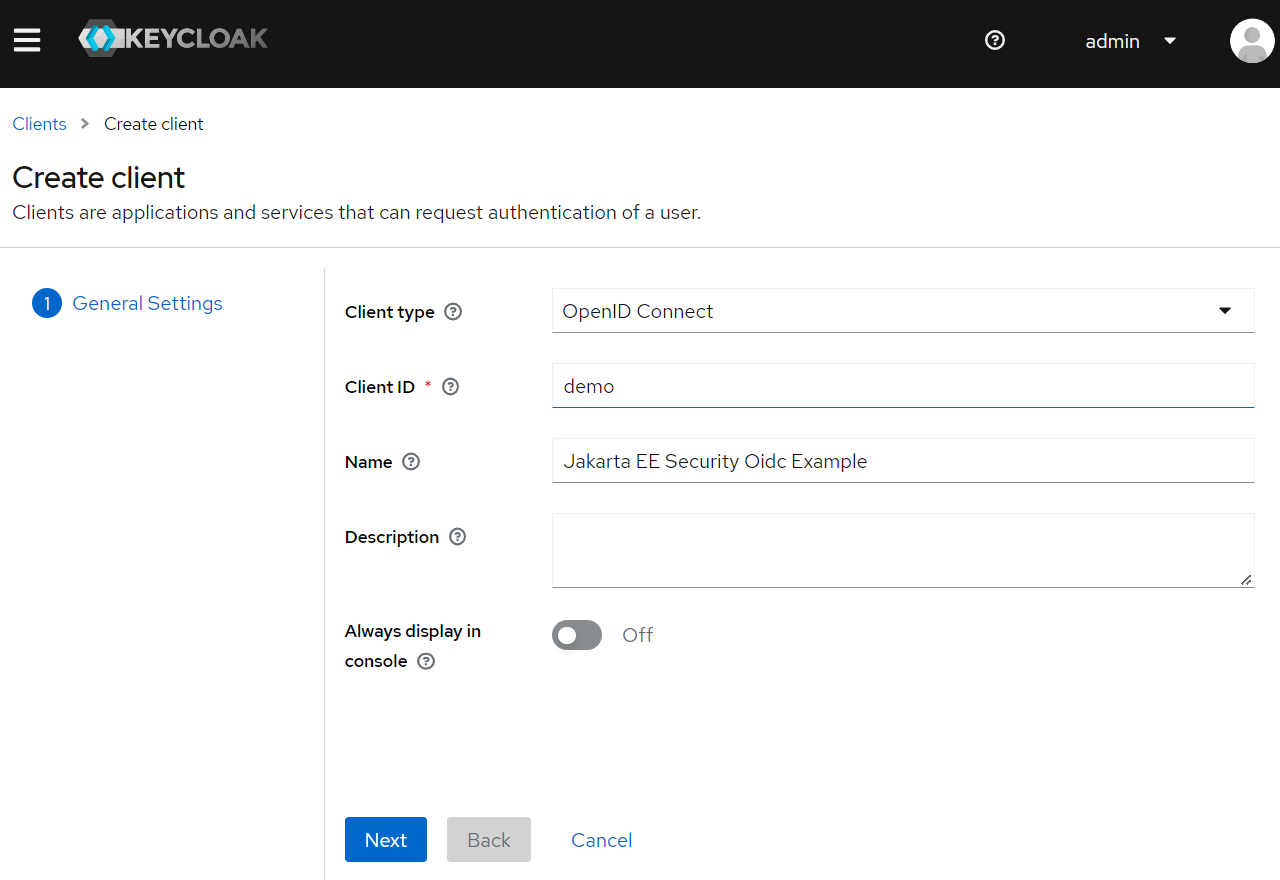 KEYCLOAK
admin
Clients
Create client
Create client
Clients are applications and services that can request authentication of a user.
1 General Settings
Client type
OpenID Connect
Client ID *
demo
Name
Jakarta EE Security Oidc Example
Description
Always display in
console
Off
Next
Back
Cancel